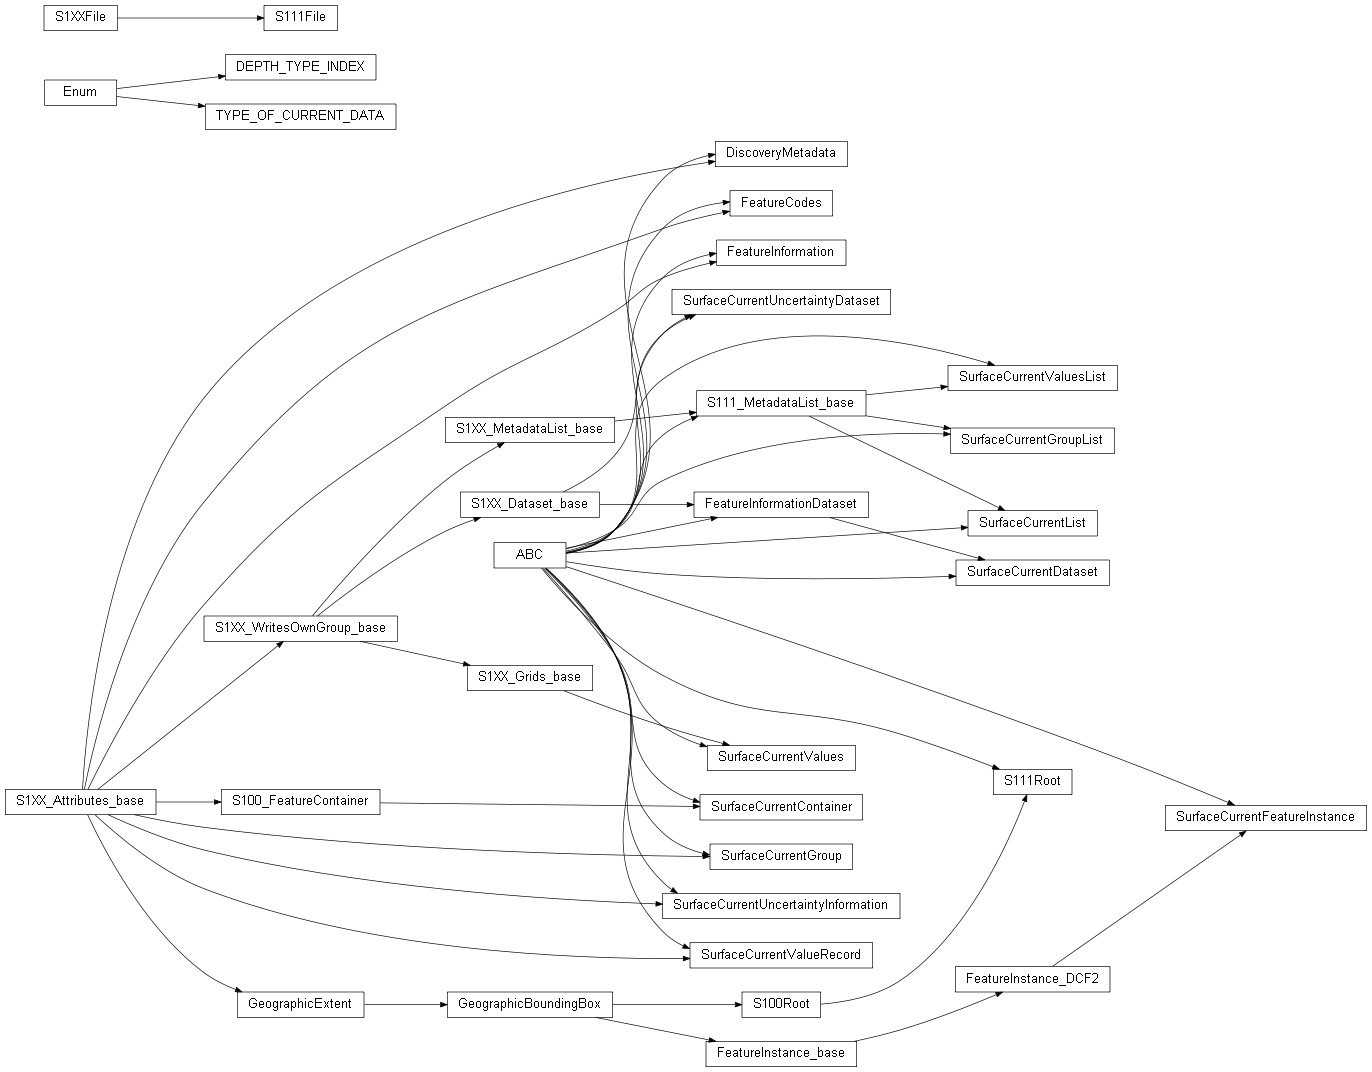 S1XXFile
S111File
DEPTH_TYPE_INDEX
Enum
TYPE_OF_CURRENT_DATA
DiscoveryMetadata
FeatureCodes
FeatureInformation
SurfaceCurrentUncertaintyDataset
SurfaceCurrentValuesList
S111_MetadataList_base
S1XX_MetadataList_base
SurfaceCurrentGroupList
S1XX_Dataset_base
FeatureInformationDataset
SurfaceCurrentList
ABC
SurfaceCurrentDataset
S1XX_WritesOwnGroup_base
S1XX_Grids_base
SurfaceCurrentValues
S111Root
S1XX_Attributes_base
S100_FeatureContainer
SurfaceCurrentContainer
SurfaceCurrentFeatureInstance
SurfaceCurrentGroup
SurfaceCurrentUncertaintyInformation
SurfaceCurrentValueRecord
FeatureInstance_DCF2
GeographicExtent
GeographicBoundingBox
S100Root
FeatureInstance_base